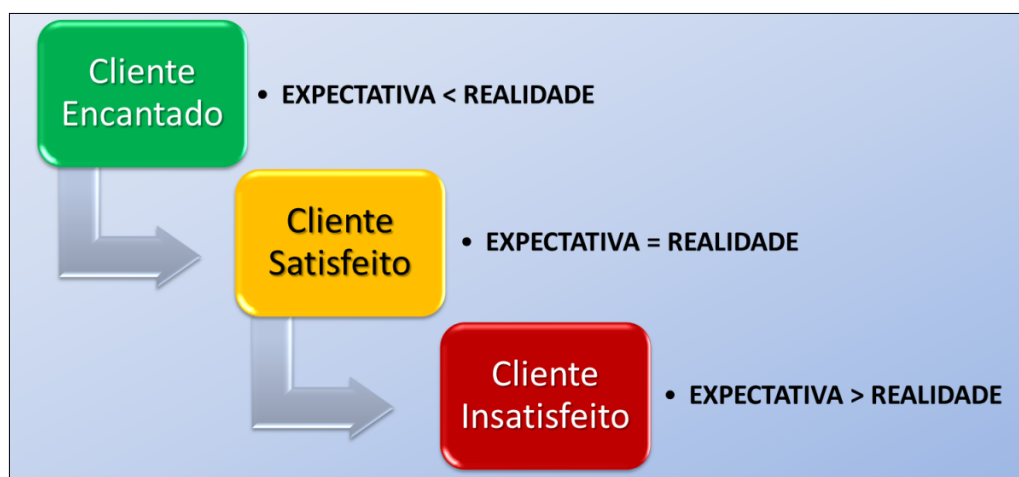 Cliente
Encantado
• EXPECTATIVA < REALIDADE
Cliente
Satisfeito
• EXPECTATIVA = REALIDADE
Cliente
Insatisfeito
• EXPECTATIVA > REALIDADE